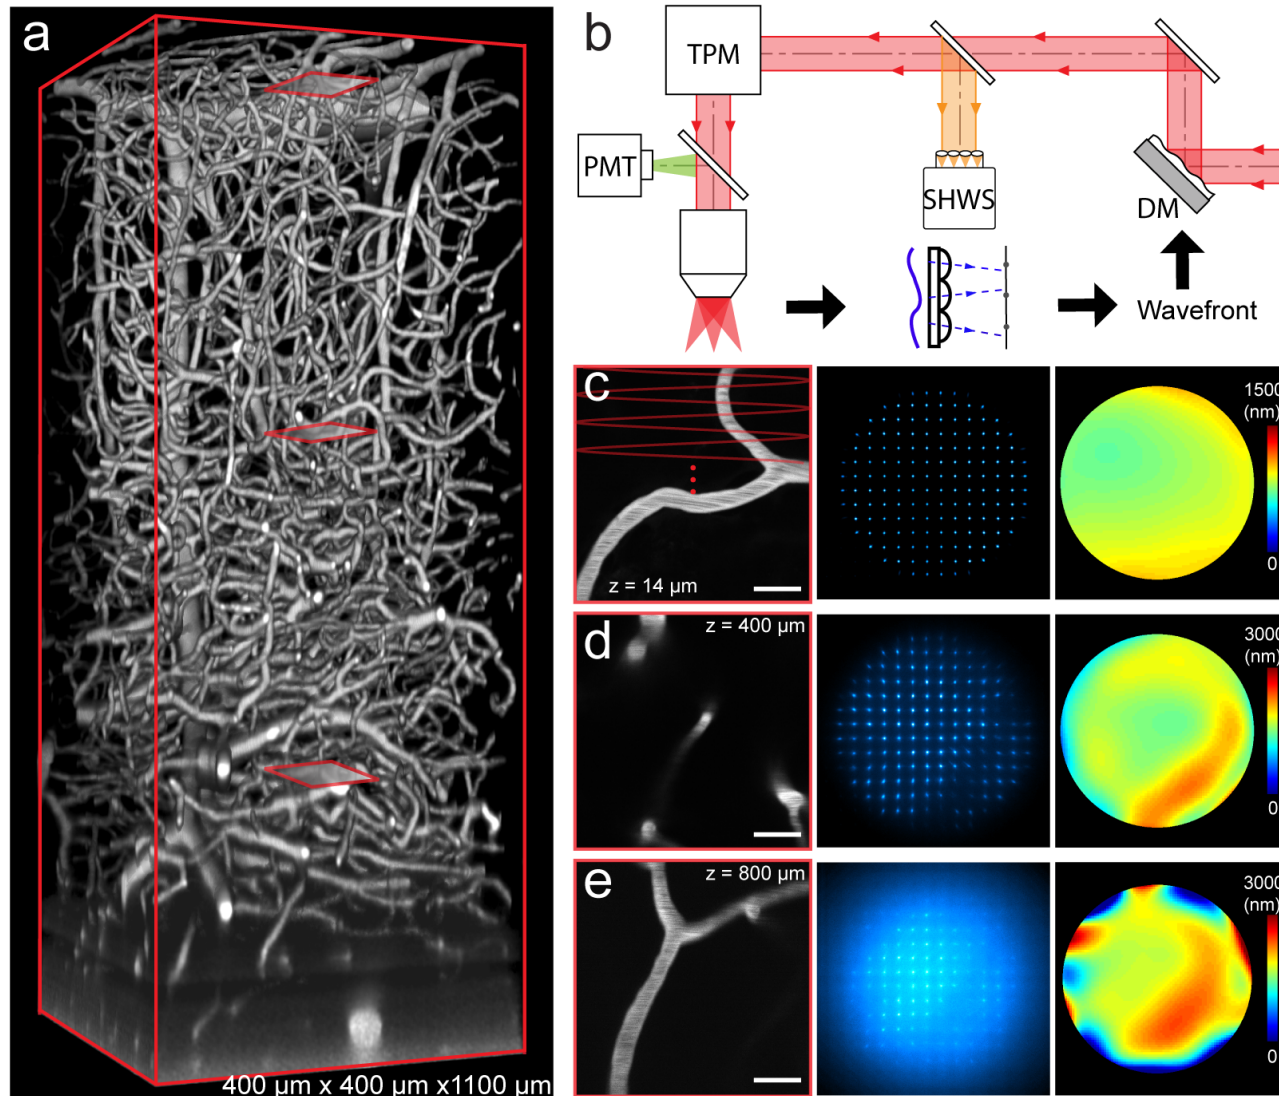 a
400 µm x 400 µm x1100 µm
b
TPM
PMT
SHWS
DM
Wavefront
c
z = 14 µm
1500
(nm)
0
d
z = 400 µm
3000
(nm)
0
e
z = 800 µm
3000
(nm)
0